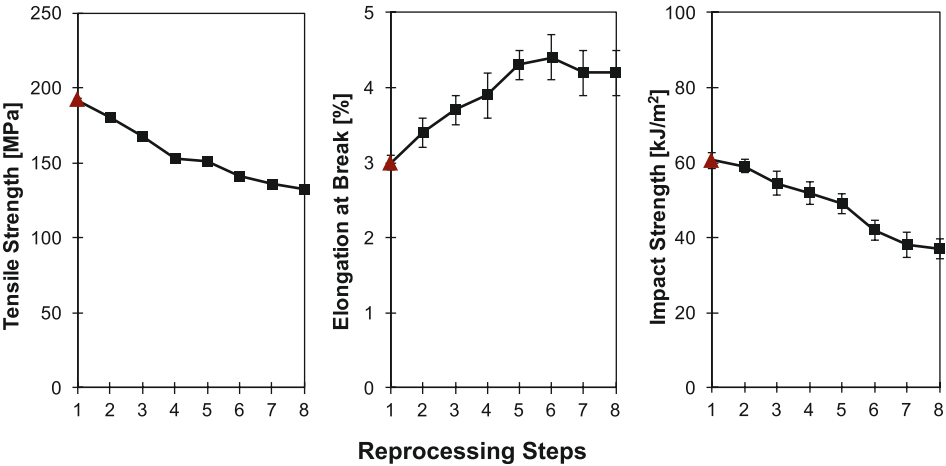 Tensile Strength [MPa]
250
200
150
100
50
0
1 2 3 4 5 6 7 8
Elongation at Break [%]
5
4
3
2
1
0
1 2 3 4 5 6 7 8
Impact Strength [kJ/m²]
100
80
60
40
20
0
1 2 3 4 5 6 7 8
Reprocessing Steps